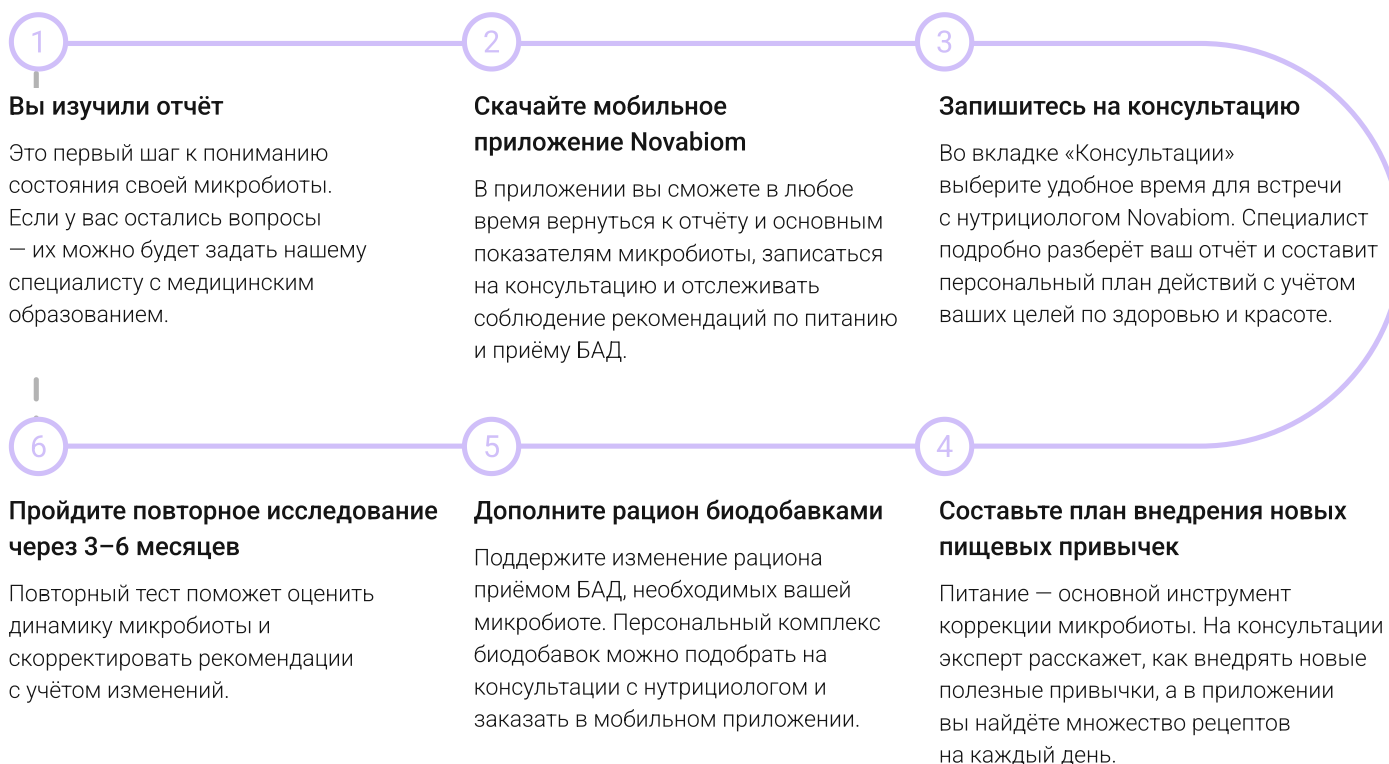 1
Вы изучили отчёт
Это первый шаг к пониманию
состояния своей микробиоты.
Если у вас остались вопросы
— их можно будет задать нашему
специалисту с медицинским
образованием.
2
Скачайте мобильное
приложение Novabiom
В приложении вы сможете в любое
время вернуться к отчёту и основным
показателям микробиоты, записаться
на консультацию и отслеживать
соблюдение рекомендаций по питанию
и приёму БАД.
3
Запишитесь на консультацию
Во вкладке «Консультации»
выберите удобное время для встречи
с нутрициологом Novabiom. Специалист
подробно разберёт ваш отчёт и составит
персональный план действий с учётом
ваших целей по здоровью и красоте.
4
Составьте план внедрения новых
пищевых привычек
Питание — основной инструмент
коррекции микробиоты. На консультации
эксперт расскажет, как внедрять новые
полезные привычки, а в приложении
вы найдёте множество рецептов
на каждый день.
5
Дополните рацион биодобавками
Поддержите изменение рациона
приёмом БАД, необходимых вашей
микробиоте. Персональный комплекс
биодобавок можно подобрать на
консультации с нутрициологом и
заказать в мобильном приложении.
6
Пройдите повторное исследование
через 3–6 месяцев
Повторный тест поможет оценить
динамику микробиоты и
скорректировать рекомендации
с учётом изменений.